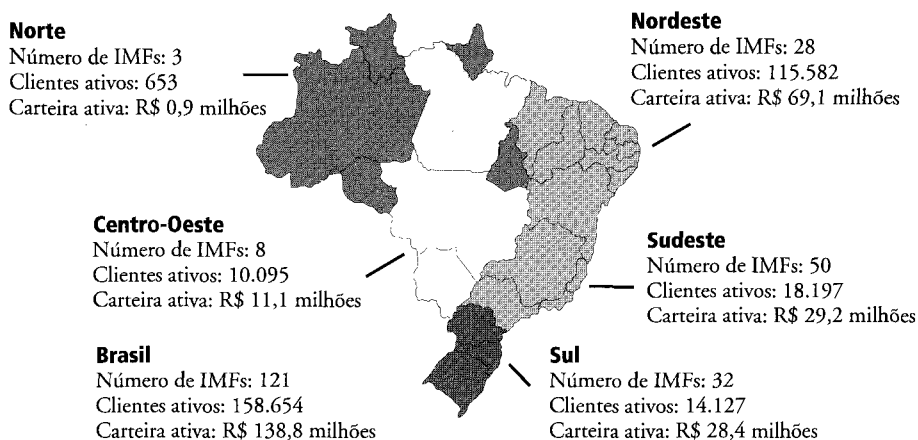 Norte
Número de IMFs: 3
Clientes ativos: 653
Carteira ativa: R$ 0,9 milhões
Nordeste
Número de IMFs: 28
Clientes ativos: 115.582
Carteira ativa: R$ 69,1 milhões
Centro-Oeste
Número de IMFs: 8
Clientes ativos: 10.095
Carteira ativa: R$ 11,1 milhões
Sudeste
Número de IMFs: 50
Clientes ativos: 18.197
Carteira ativa: R$ 29,2 milhões
Brasil
Número de IMFs: 121
Clientes ativos: 158.654
Carteira ativa: R$ 138,8 milhões
Sul
Número de IMFs: 32
Clientes ativos: 14.127
Carteira ativa: R$ 28,4 milhões